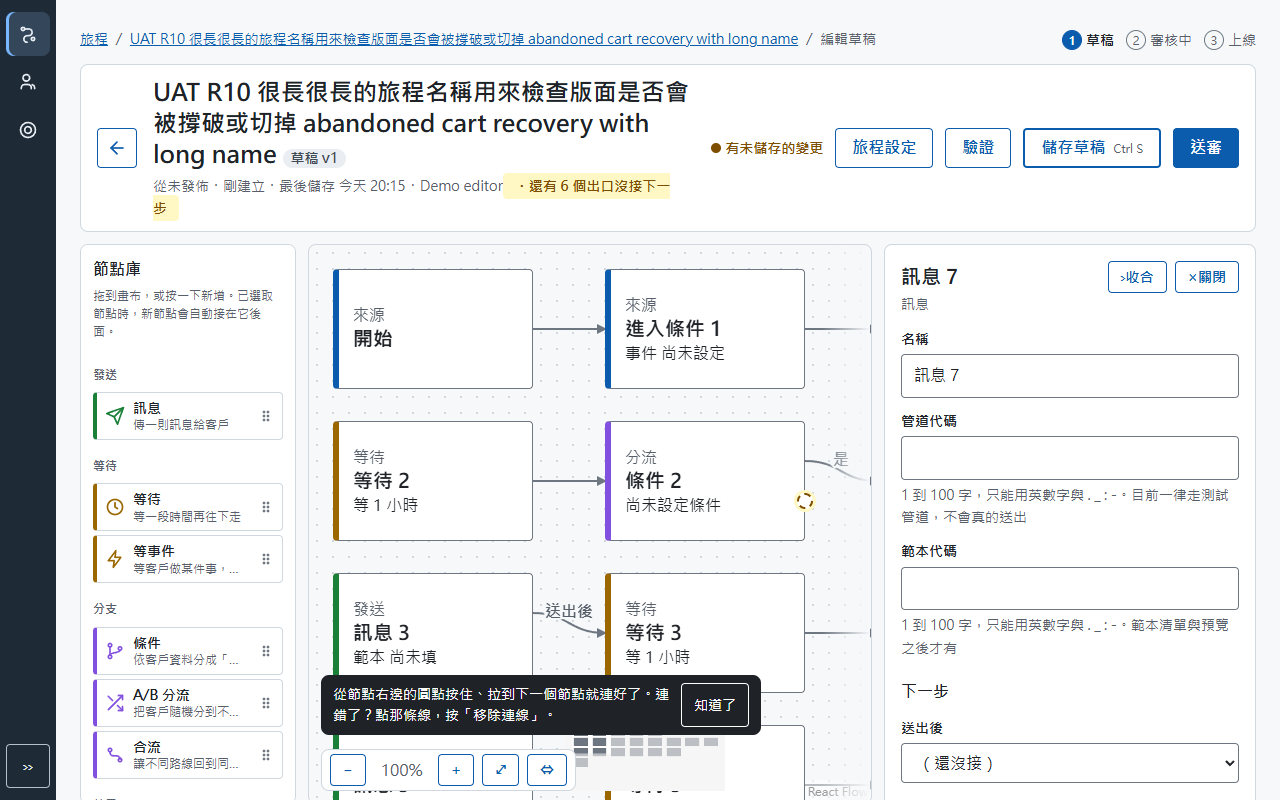 旅程 / UAT R10 很長很長的旅程名稱用來檢查版面是否會被撐破或切掉 abandoned cart recovery with long name / 編輯草稿
1 草稿 2 審核中 3 上線
UAT R10 很長很長的旅程名稱用來檢查版面是否會
被撐破或切掉 abandoned cart recovery with
long name 草稿 v1
從未發佈 · 剛建立 · 最後儲存 今天 20:15 · Demo editor · 還有 6 個出口沒接下一
步
有未儲存的變更
旅程設定
驗證
儲存草稿 Ctrl S
送審
節點庫
拖到畫布，或按一下新增。已選取
節點時，新節點會自動接在它後
面。
發送
訊息
傳一則訊息給客戶
等待
等待
等一段時間再往下走
等事件
等客戶做某件事，...
分支
條件
依客戶資料分成「...
A/B 分流
把客戶隨機分到不...
合流
讓不同路線回到同...
來源
開始
來源
進入條件 1
事件 尚未設定
等待
等待 2
等 1 小時
分流
條件 2
尚未設定條件
是
發送
訊息 3
範本 尚未填
送出後
等待
等待 3
等 1 小時
從節點右邊的圓點按住、拉到下一個節點就連好了。連
錯了？點那條線，按「移除連線」。
知道了
− 100% +
React Flow
訊息 7
›收合
×關閉
訊息
名稱
訊息 7
管道代碼
1 到 100 字，只能用英數字與 . _ : - 。目前一律走測試
管道，不會真的送出
範本代碼
1 到 100 字，只能用英數字與 . _ : - 。範本清單與預覽
之後才有
下一步
送出後
（還沒接）
»